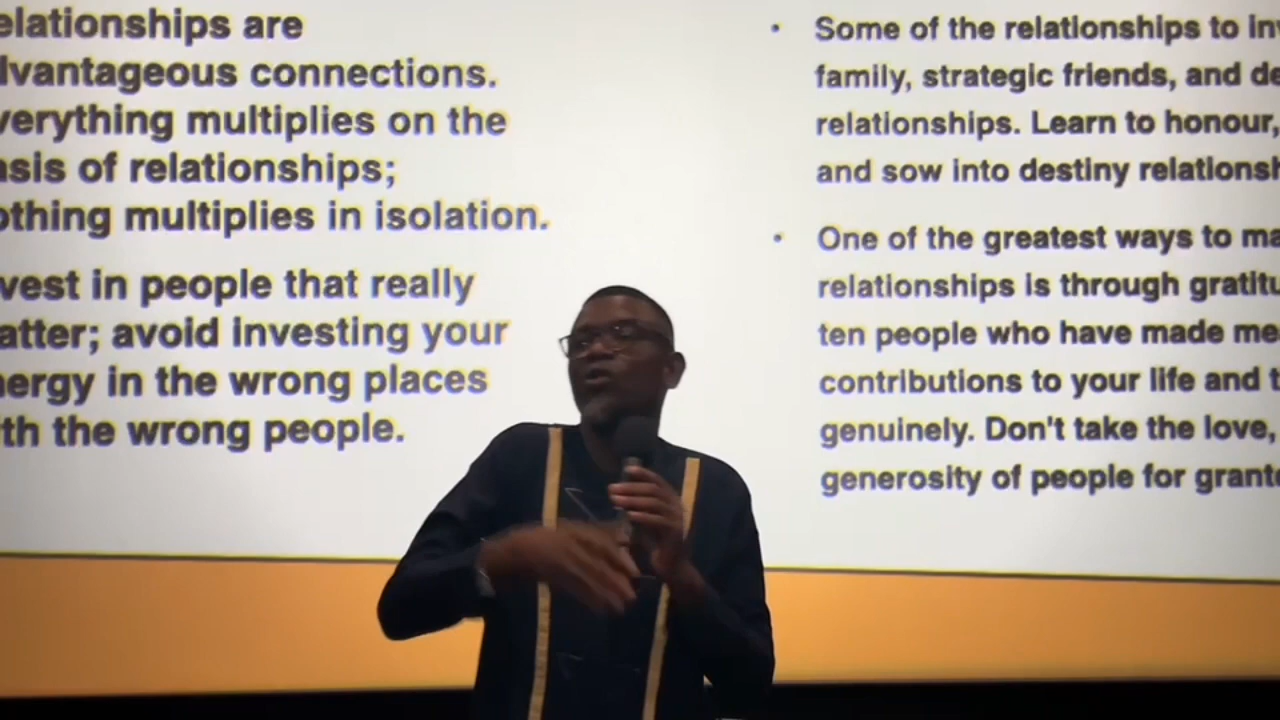 elationships are
lvantageous connections.
verything multiplies on the
asis of relationships;
othing multiplies in isolation.
vest in people that really
atter; avoid investing your
nergy in the wrong places
th the wrong people.
• Some of the relationships to inv
family, strategic friends, and de
relationships. Learn to honour,
and sow into destiny relationsh
• One of the greatest ways to ma
relationships is through gratitu
ten people who have made me
contributions to your life and t
genuinely. Don't take the love,
generosity of people for grante